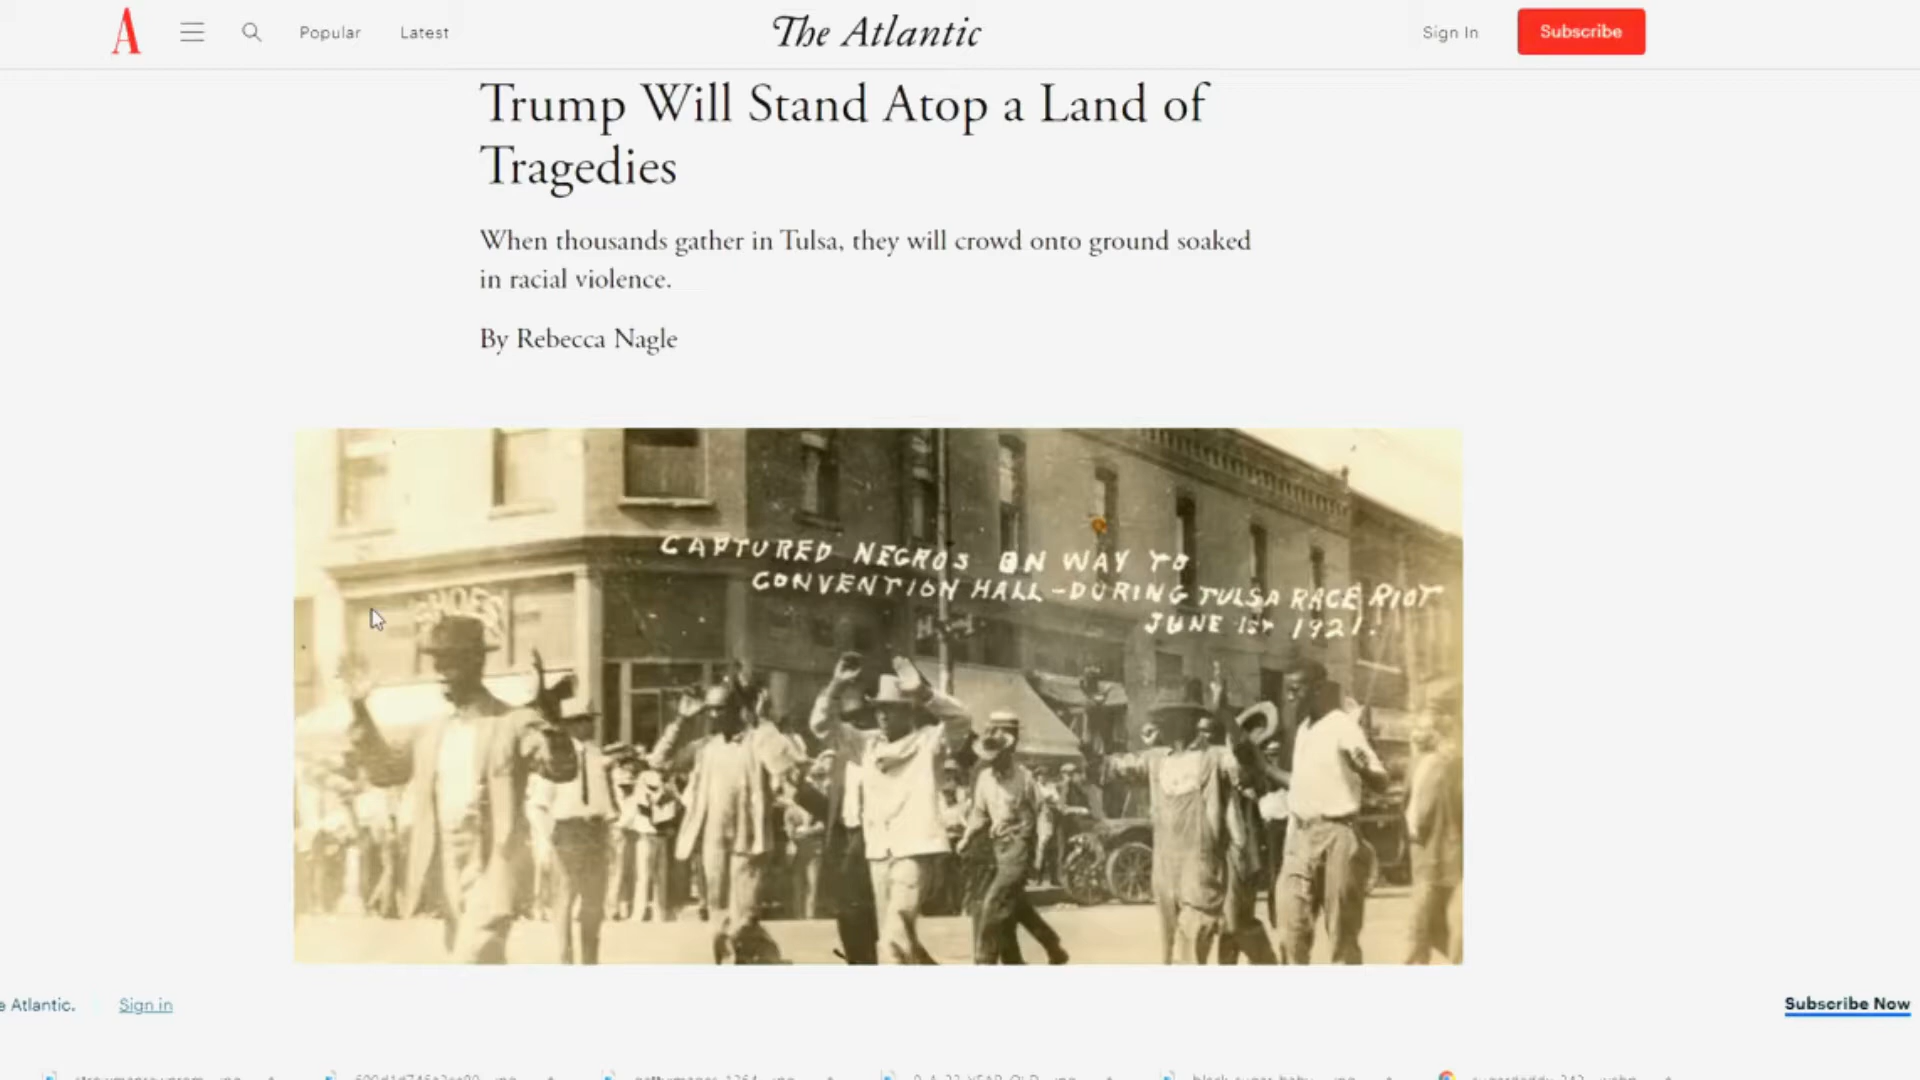 A
Popular
Latest
The Atlantic
Sign In
Subscribe
Trump Will Stand Atop a Land of
Tragedies
When thousands gather in Tulsa, they will crowd onto ground soaked
in racial violence.
By Rebecca Nagle
CAPTURED NEGROS ON WAY TO
CONVENTION HALL - DURING TULSA RACE RIOT
JUNE 1st 1921.
SHOES
e Atlantic.
Sign in
Subscribe Now